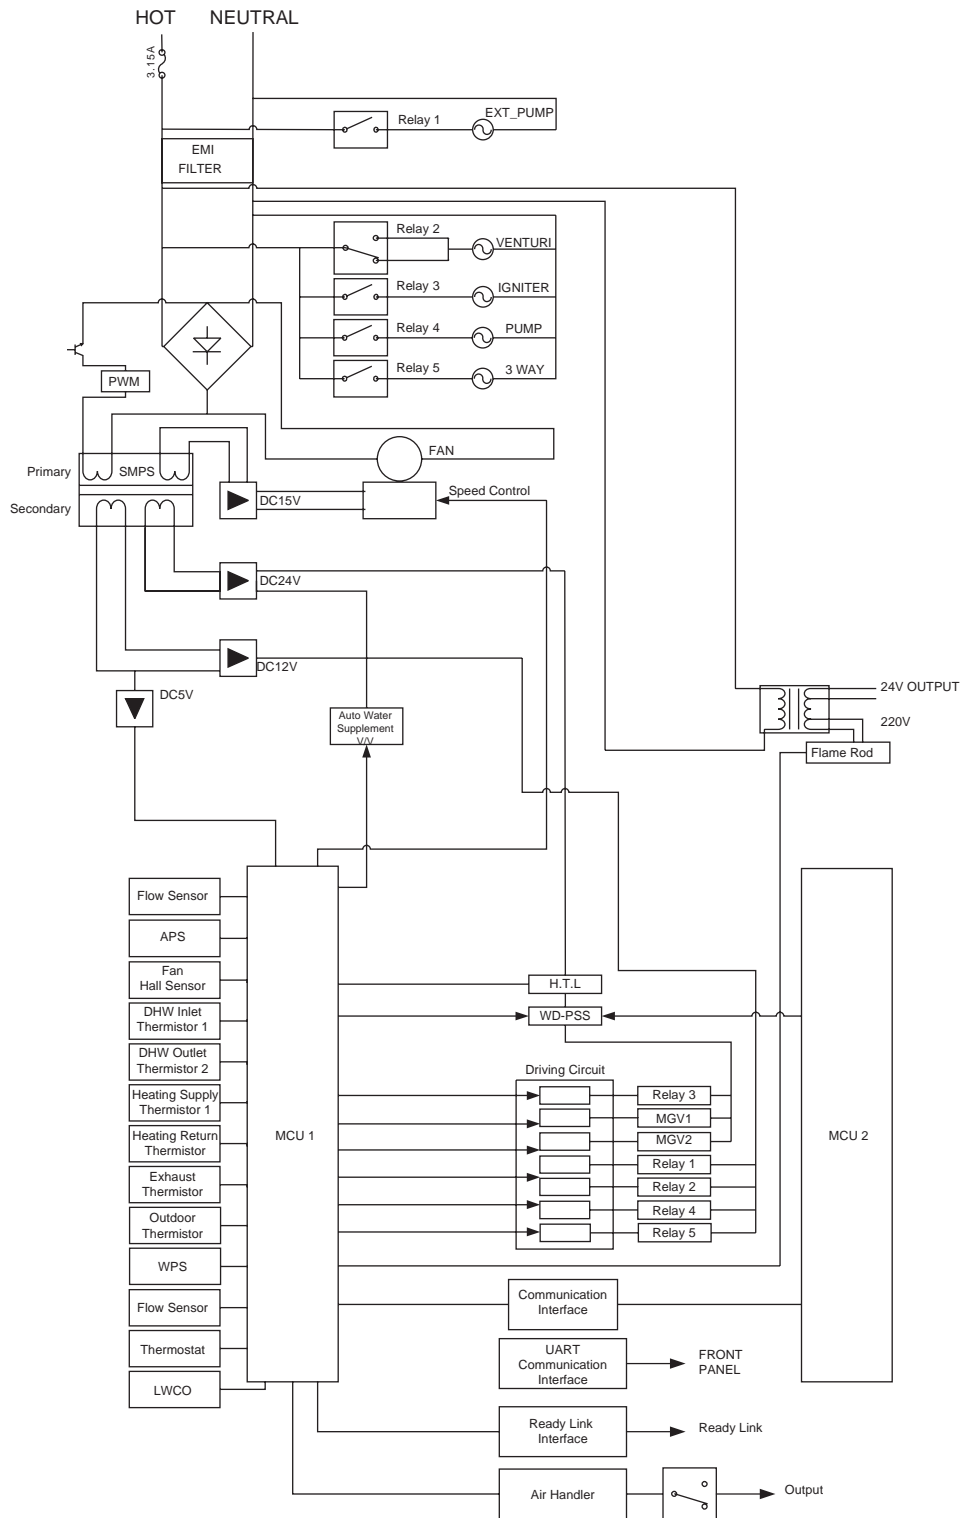 HOT NEUTRAL
3.15A
EXT_PUMP
Relay 1
EMI
FILTER
Relay 2
VENTURI
Relay 3
IGNITER
Relay 4
PUMP
Relay 5
3 WAY
PWM
FAN
Primary
SMPS
Secondary
DC15V
Speed Control
DC24V
DC12V
DC5V
24V OUTPUT
220V
Flame Rod
Auto Water
Supplement
V/V
Flow Sensor
APS
Fan
Hall Sensor
DHW Inlet
Thermistor 1
DHW Outlet
Thermistor 2
Heating Supply
Thermistor 1
Heating Return
Thermistor
Exhaust
Thermistor
Outdoor
Thermistor
WPS
Flow Sensor
Thermostat
LWCO
MCU 1
H.T.L
WD-PSS
Driving Circuit
Relay 3
MGV1
MGV2
Relay 1
Relay 2
Relay 4
Relay 5
MCU 2
Communication
Interface
UART
Communication
Interface
FRONT
PANEL
Ready Link
Interface
Ready Link
Air Handler
Output